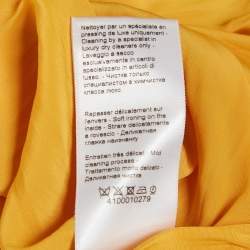 Nettoyer par un spécialiste en
pressing de luxe uniquement -
Cleaning by a specialist in
luxury dry cleaners only -
Lavaggio a secco
esclusivamente in centro
specializzato in articoli di
lusso. - Чистка только
специалистом в химчистке
класса люкс.
Repasser délicatement sur
l'envers - Soft ironing on the
inside - Stirare delicatamente
al rovescio - Деликатная
глажка наизнанку
Entretien très délicat - Mild
cleaning process -
Trattamento molto delicato -
Деликатная чистка
4100010279